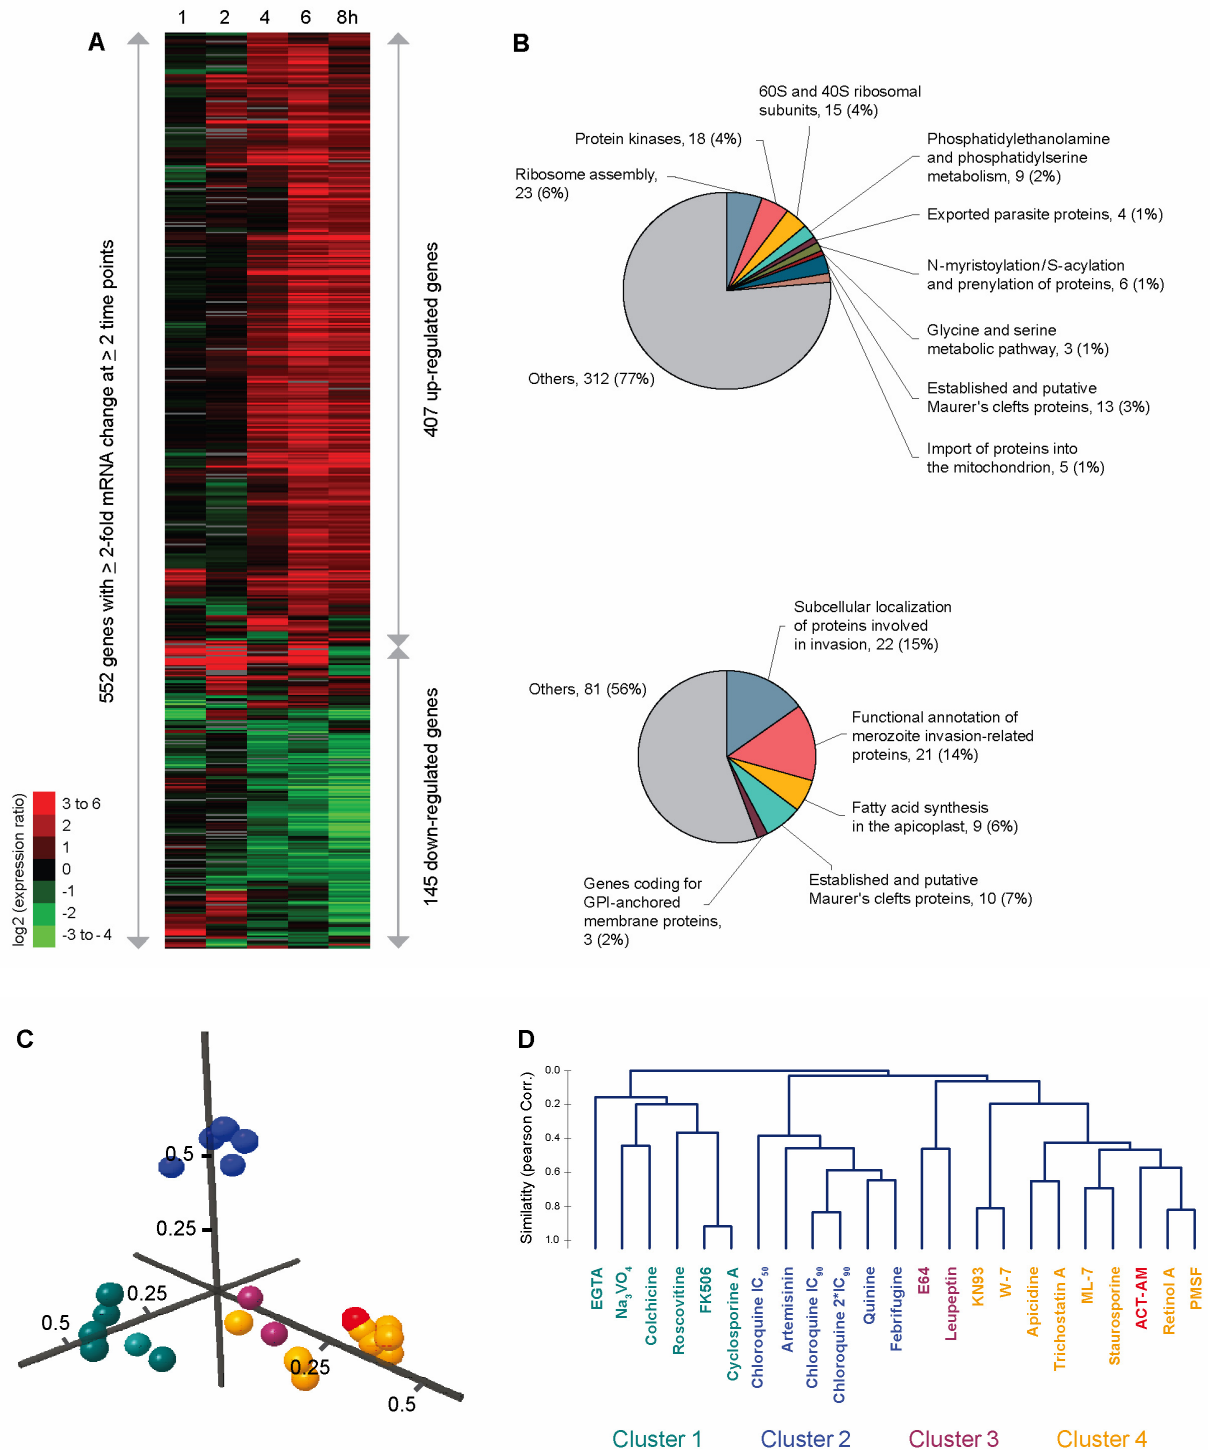 A
1 2 4 6 8h
552 genes with ≥ 2-fold mRNA change at ≥ 2 time points
407 up-regulated genes
145 down-regulated genes
log2 (expression ratio)
3 to 6
2
1
0
-1
-2
-3 to - 4
B
60S and 40S ribosomal
subunits, 15 (4%)
Protein kinases, 18 (4%)
Ribosome assembly,
23 (6%)
Phosphatidylethanolamine
and phosphatidylserine
metabolism, 9 (2%)
Exported parasite proteins, 4 (1%)
N-myristoylation/S-acylation
and prenylation of proteins, 6 (1%)
Glycine and serine
metabolic pathway, 3 (1%)
Established and putative
Maurer's clefts proteins, 13 (3%)
Import of proteins into
the mitochondrion, 5 (1%)
Others, 312 (77%)
Subcellular localization
of proteins involved
in invasion, 22 (15%)
Others, 81 (56%)
Functional annotation of
merozoite invasion-related
proteins, 21 (14%)
Fatty acid synthesis
in the apicoplast, 9 (6%)
Established and putative
Maurer's clefts proteins, 10 (7%)
Genes coding for
GPI-anchored
membrane proteins,
3 (2%)
C
0.5
0.25
0.25
0.5
0.25
0.5
D
Similatity (pearson Corr.)
0.0
0.2
0.4
0.6
0.8
1.0
EGTA
Na3VO4
Colchicine
Roscovitine
FK506
Cyclosporine A
Chloroquine IC50
Artemisinin
Chloroquine IC90
Chloroquine 2*IC90
Quinine
Febrifugine
E64
Leupeptin
KN93
W-7
Apicidine
Trichostatin A
ML-7
Staurosporine
ACT-AM
Retinol A
PMSF
Cluster 1 Cluster 2 Cluster 3 Cluster 4